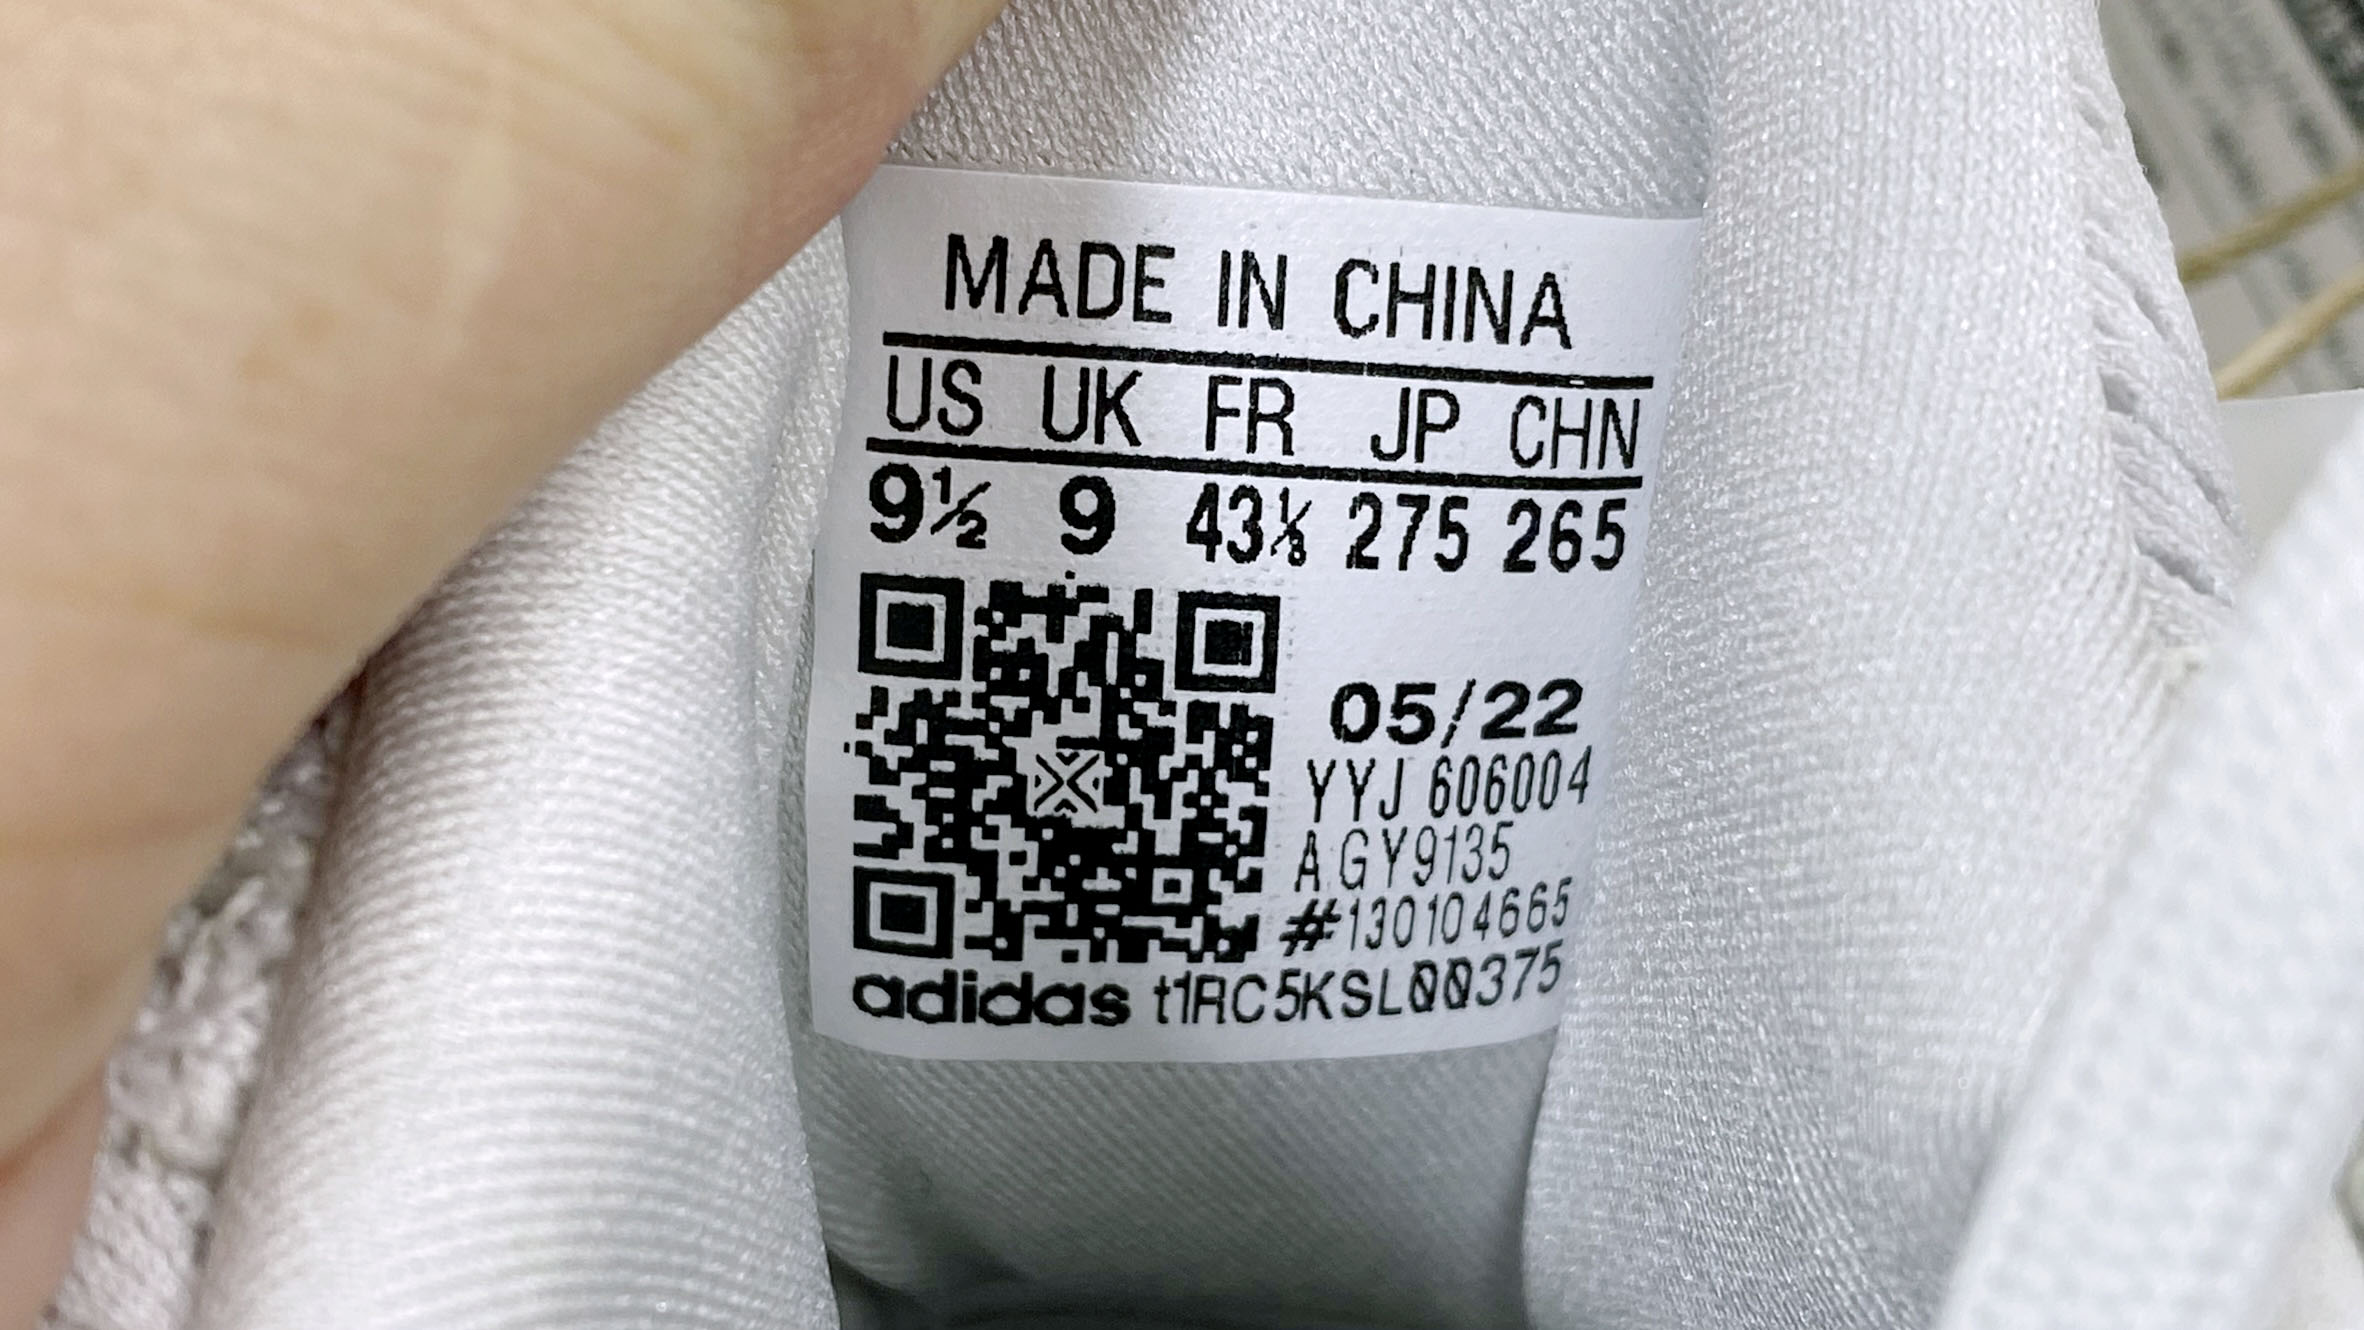 MADE IN CHINA
US UK FR JP CHN
9½ 9 43⅓ 275 265
05/22
YYJ 606004
A GY9135
#130104665
adidas t1RC5KSL00375